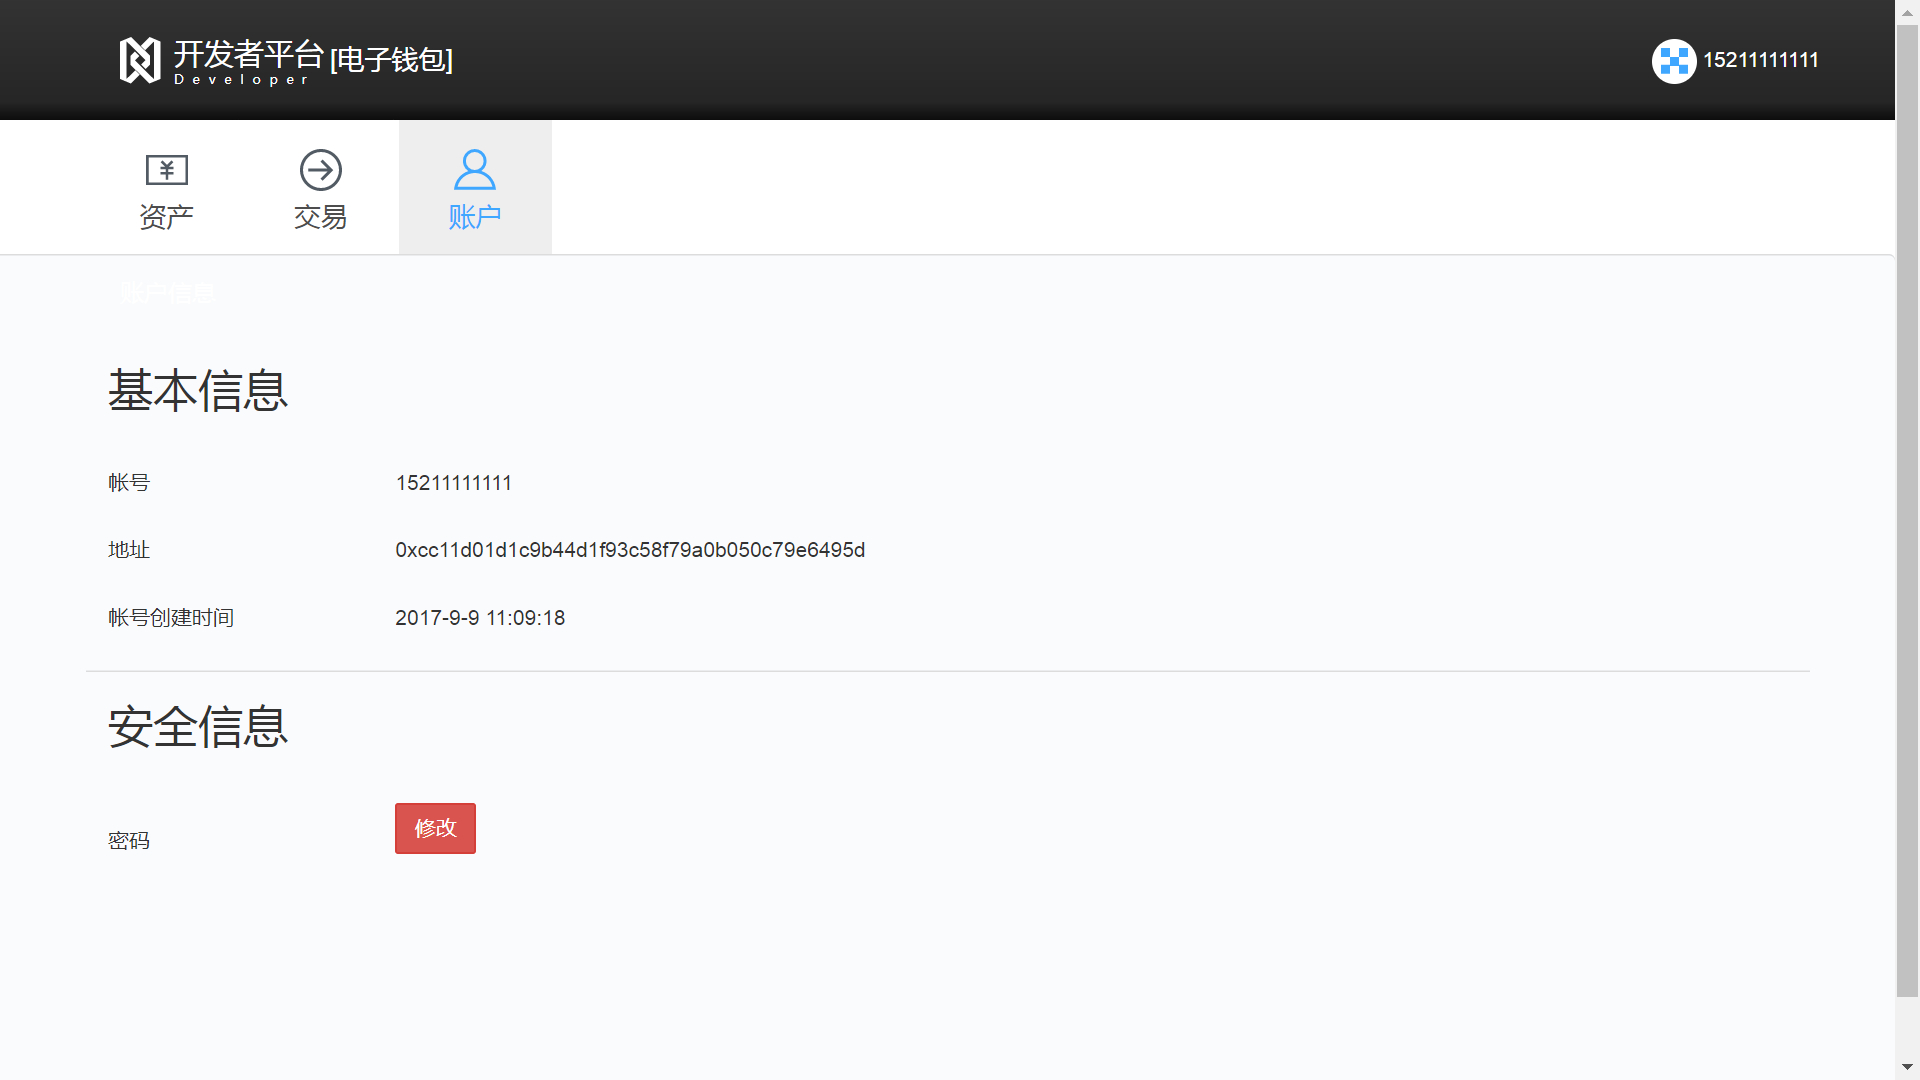 开发者平台 [电子钱包]
Developer
15211111111
资产
交易
账户
账户信息
基本信息
帐号 15211111111
地址 0xcc11d01d1c9b44d1f93c58f79a0b050c79e6495d
帐号创建时间 2017-9-9 11:09:18
安全信息
密码 修改